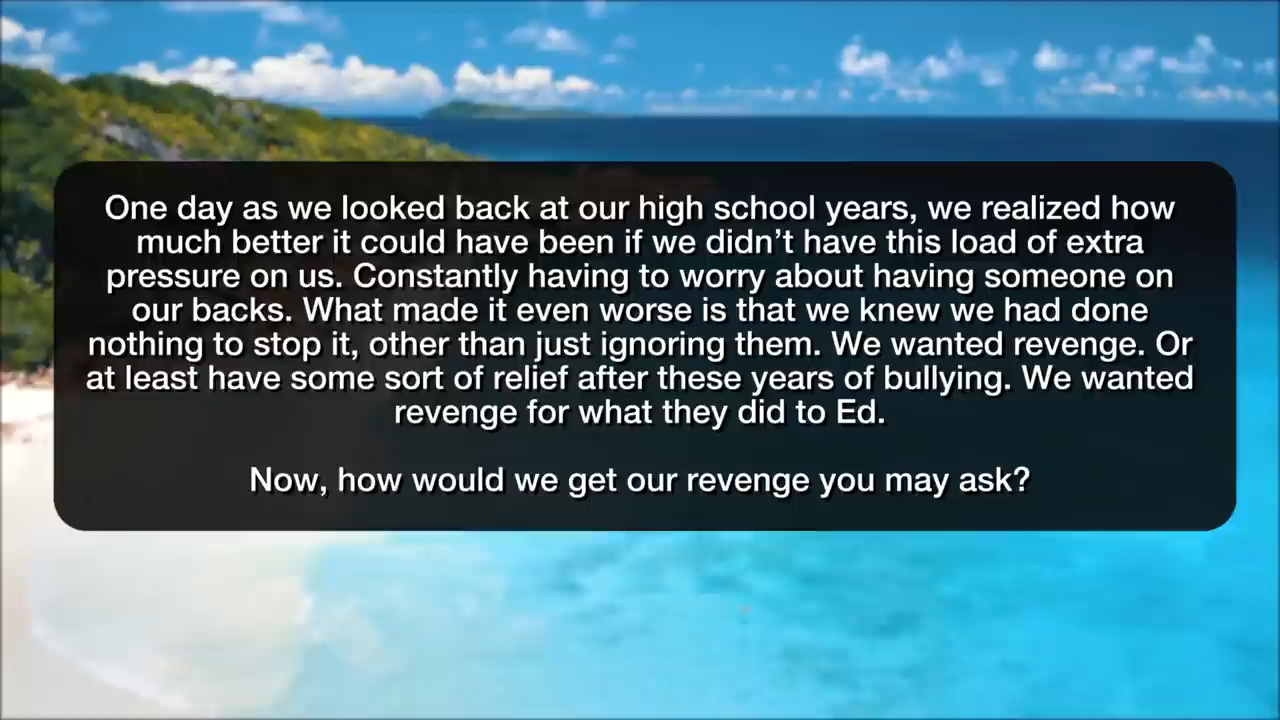 One day as we looked back at our high school years, we realized how
much better it could have been if we didn't have this load of extra
pressure on us. Constantly having to worry about having someone on
our backs. What made it even worse is that we knew we had done
nothing to stop it, other than just ignoring them. We wanted revenge. Or
at least have some sort of relief after these years of bullying. We wanted
revenge for what they did to Ed.
Now, how would we get our revenge you may ask?